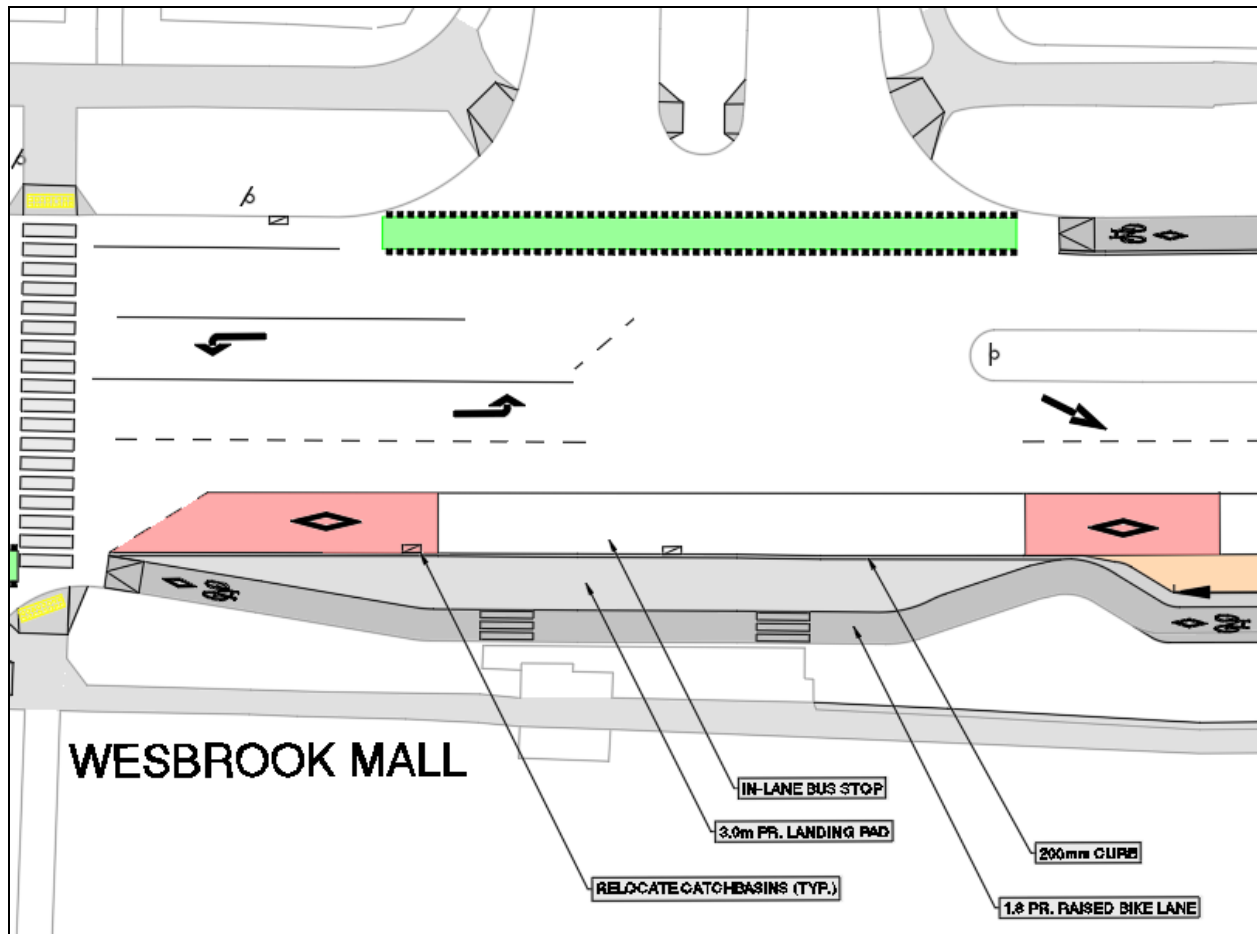 WESBROOK MALL
IN-LANE BUS STOP
3.0m PR. LANDING PAD
200mm CURB
RELOCATE CATCHBASINS (TYP.)
1.8 PR. RAISED BIKE LANE